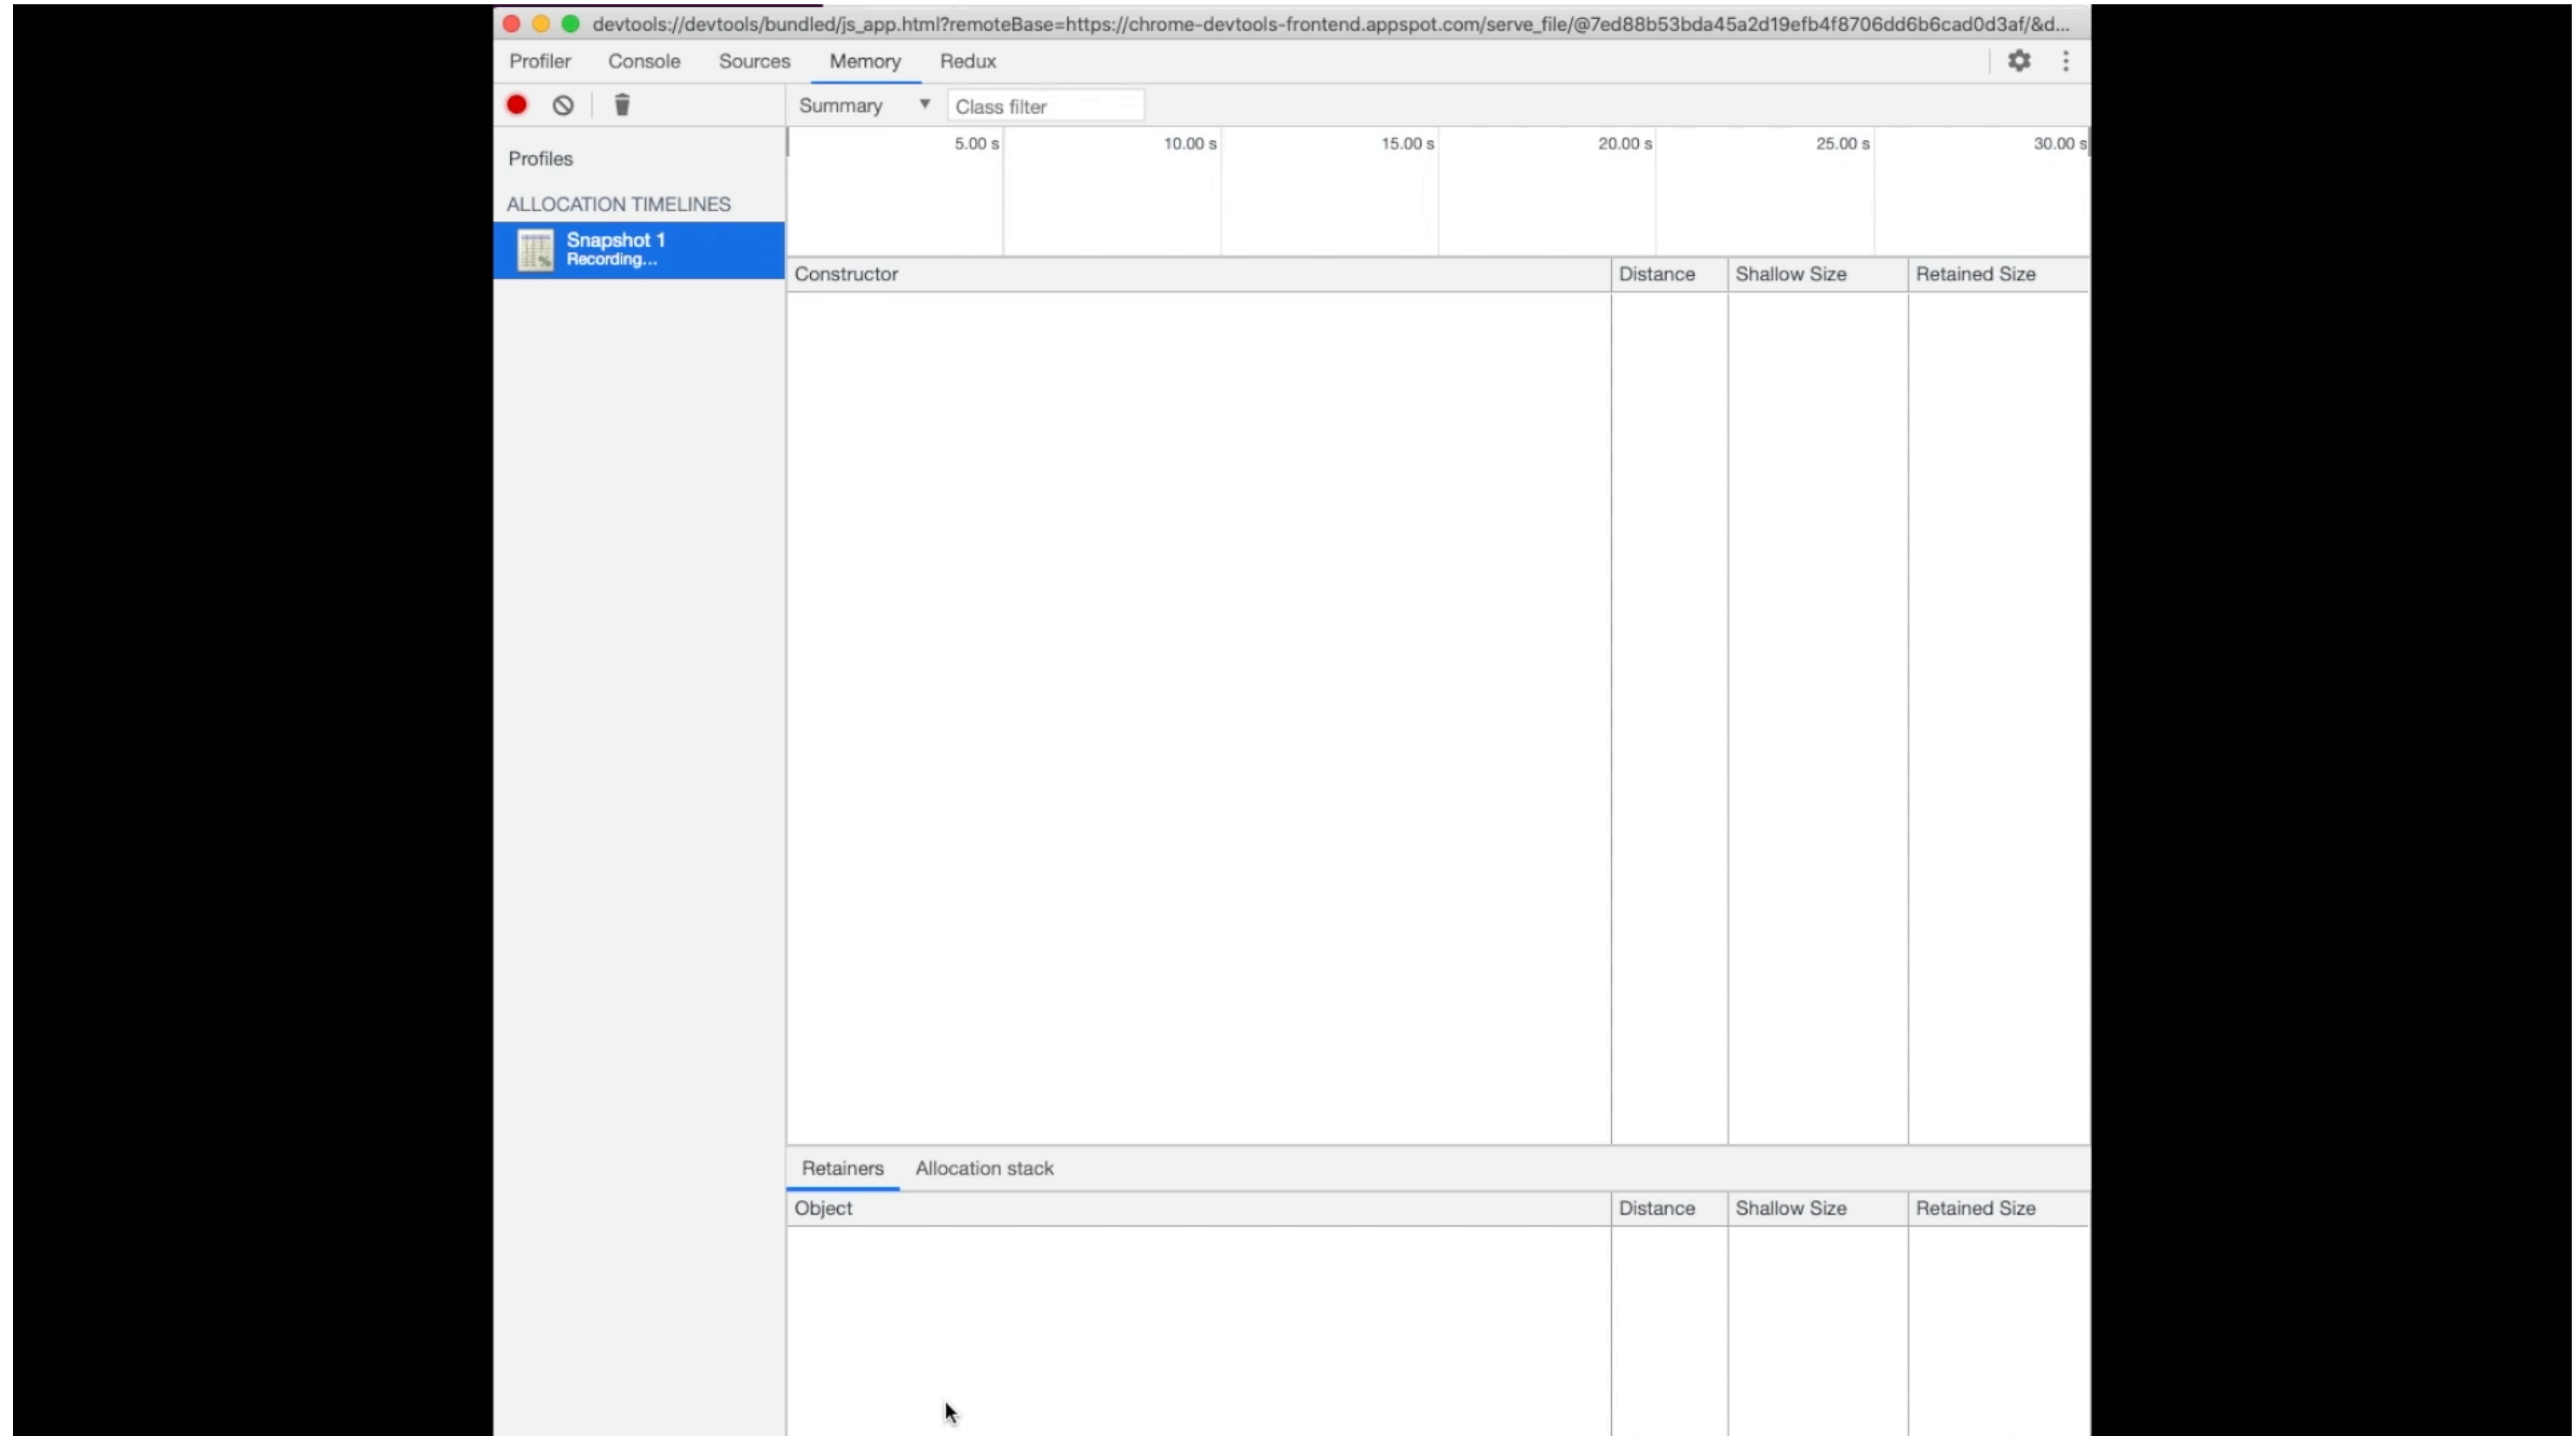 devtools://devtools/bundled/js_app.html?remoteBase=https://chrome-devtools-frontend.appspot.com/serve_file/@7ed88b53bda45a2d19efb4f8706dd6b6cad0d3af/&d...
Profiler Console Sources Memory Redux
Summary ▼ Class filter
Profiles
5.00 s 10.00 s 15.00 s 20.00 s 25.00 s 30.00 s
ALLOCATION TIMELINES
Snapshot 1
Recording...
Constructor Distance Shallow Size Retained Size
Retainers Allocation stack
Object Distance Shallow Size Retained Size